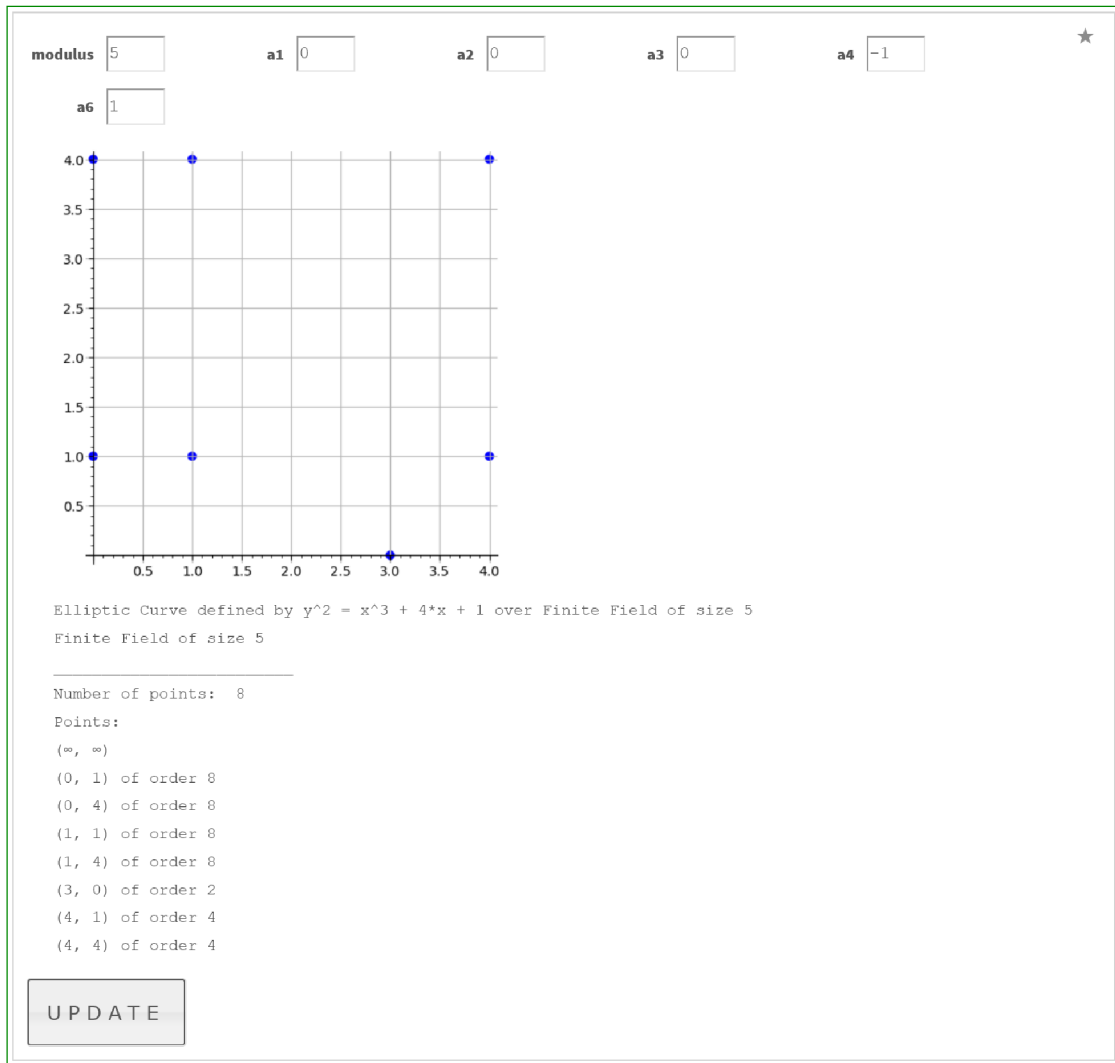 modulus 5 a1 0 a2 0 a3 0 a4 -1
a6 1
4.0
3.5
3.0
2.5
2.0
1.5
1.0
0.5
0.5 1.0 1.5 2.0 2.5 3.0 3.5 4.0
Elliptic Curve defined by y^2 = x^3 + 4*x + 1 over Finite Field of size 5
Finite Field of size 5
_________________________
Number of points: 8
Points:
(∞, ∞)
(0, 1) of order 8
(0, 4) of order 8
(1, 1) of order 8
(1, 4) of order 8
(3, 0) of order 2
(4, 1) of order 4
(4, 4) of order 4
UPDATE